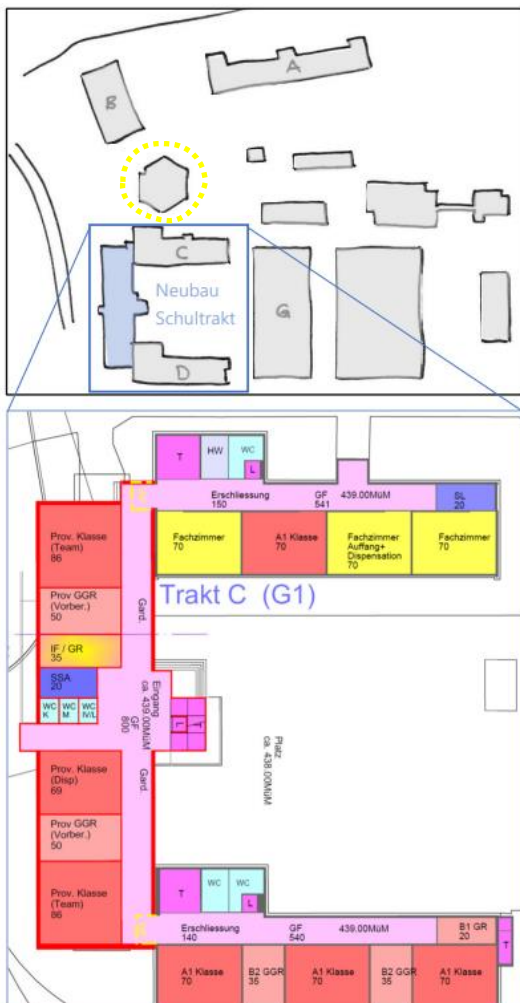 A
B
C
Neubau
Schultrakt
G
D
T
HW
WC
L
Erschliessung
150
GF
541
439.00MüM
SL
20
Prov. Klasse
(Team)
86
Fachzimmer
70
A1 Klasse
70
Fachzimmer
Auffang+
Dispensation
70
Fachzimmer
70
Prov GGR
(Vorber.)
50
Gard.
Trakt C (G1)
IF / GR
35
SSA
20
WC
K
WC
M
WC
IV/L
Eingang
ca. 439.00MüM
GF
600
L
T
Platz
ca. 438.00MüM
Prov. Klasse
(Disp)
69
Gard.
Prov GGR
(Vorber.)
50
Prov. Klasse
(Team)
86
T
WC
WC
L
Erschliessung
140
GF
540
439.00MüM
B1 GR
20
T
A1 Klasse
70
B2 GGR
35
A1 Klasse
70
B2 GGR
35
A1 Klasse
70